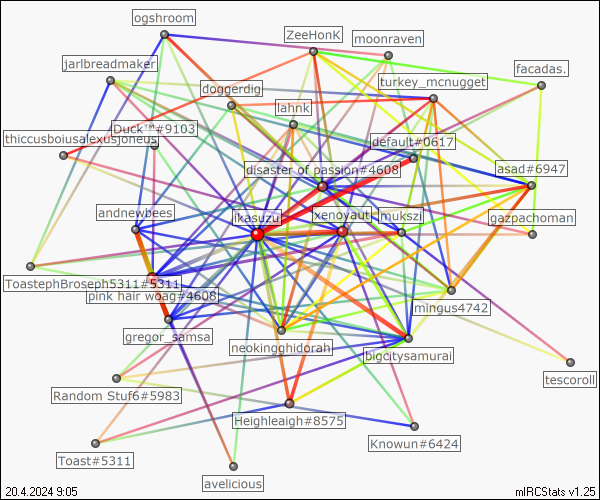 ogshroom
ZeeHonK
moonraven
jarlbreadmaker
facadas.
turkey_mcnugget
doggerdig
lahnk
Duck™#9103
thiccusboiusalexusjoneus
default#0617
disaster of passion#4608
asad#6947
andnewbees
ikasuzu
xenoyaut
mukszi
gazpachoman
ToastephBroseph5311#5311
pink hair woag#4608
mingus4742
gregor_samsa
neokingghidorah
bigcitysamurai
tescoroll
Random Stuf6#5983
Heighleaigh#8575
Knowun#6424
Toast#5311
avelicious
20.4.2024 9:05
mIRCStats v1.25